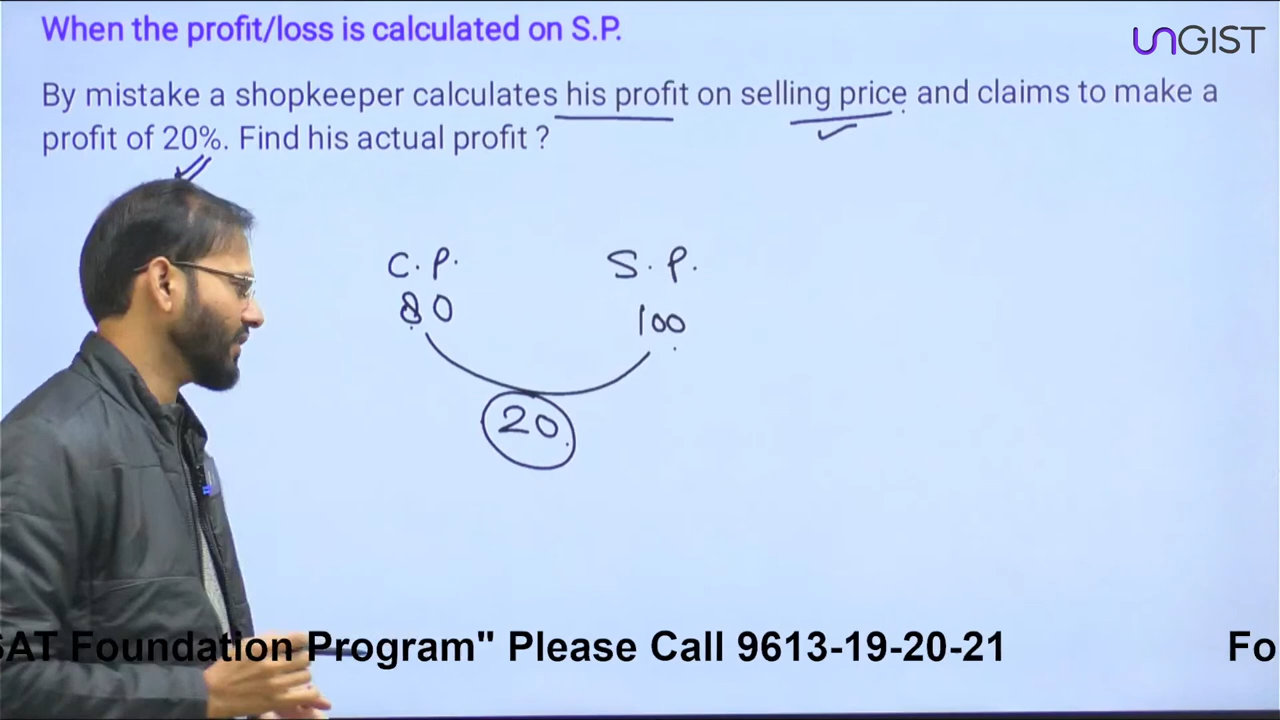 When the profit/loss is calculated on S.P.
UNGIST
By mistake a shopkeeper calculates his profit on selling price and claims to make a
profit of 20%. Find his actual profit ?
C.P. S.P.
80 100
20
SAT Foundation Program" Please Call 9613-19-20-21 Fo